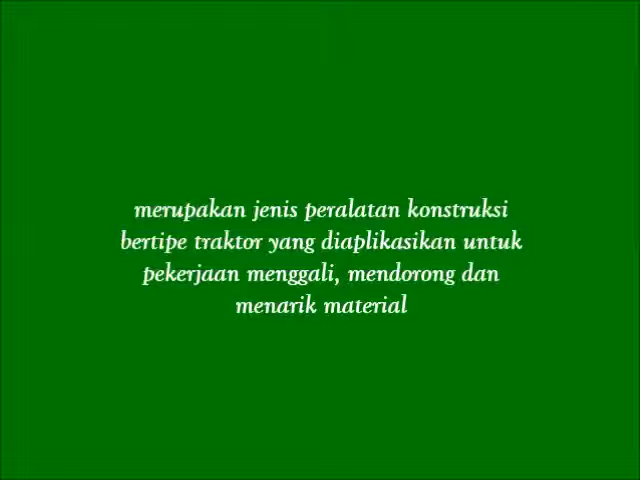 merupakan jenis peralatan konstruksi
bertipe traktor yang diaplikasikan untuk
pekerjaan menggali, mendorong dan
menarik material